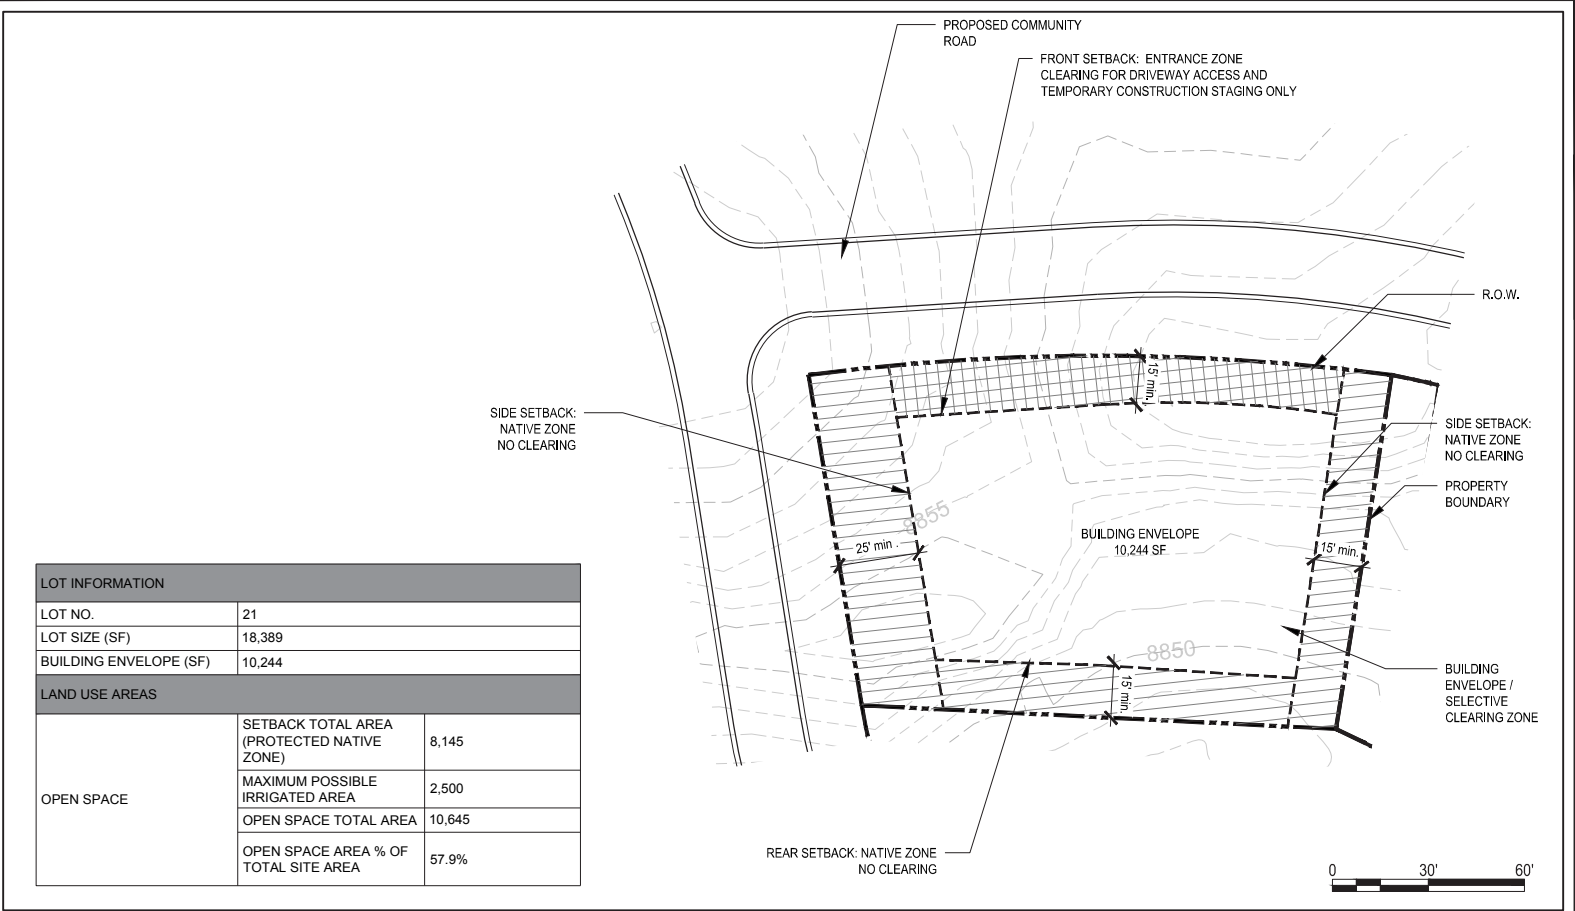 PROPOSED COMMUNITY
ROAD
FRONT SETBACK: ENTRANCE ZONE
CLEARING FOR DRIVEWAY ACCESS AND
TEMPORARY CONSTRUCTION STAGING ONLY
R.O.W.
15' min.
SIDE SETBACK:
NATIVE ZONE
NO CLEARING
SIDE SETBACK:
NATIVE ZONE
NO CLEARING
PROPERTY
BOUNDARY
8855
BUILDING ENVELOPE
10,244 SF
25' min.
15' min.
8850
15' min.
BUILDING
ENVELOPE /
SELECTIVE
CLEARING ZONE
REAR SETBACK: NATIVE ZONE
NO CLEARING
0 30' 60'
LOT INFORMATION
LOT NO. 21
LOT SIZE (SF) 18,389
BUILDING ENVELOPE (SF) 10,244
LAND USE AREAS
OPEN SPACE
SETBACK TOTAL AREA
(PROTECTED NATIVE
ZONE)
8,145
MAXIMUM POSSIBLE
IRRIGATED AREA
2,500
OPEN SPACE TOTAL AREA 10,645
OPEN SPACE AREA % OF
TOTAL SITE AREA
57.9%